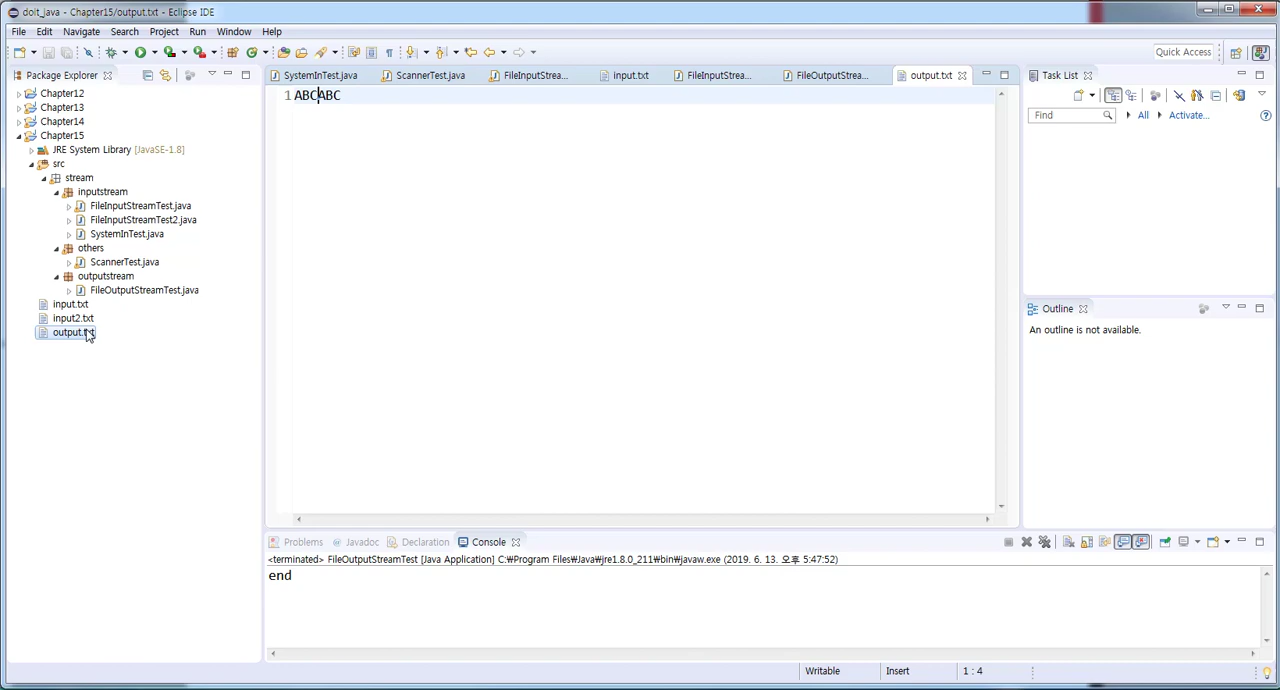 doit_java - Chapter15/output.txt - Eclipse IDE
File Edit Navigate Search Project Run Window Help
Quick Access
Package Explorer
SystemInTest.java ScannerTest.java FileInputStrea... input.txt FileInputStrea... FileOutputStrea... output.txt
Task List
Chapter12
Chapter13
Chapter14
Chapter15
JRE System Library [JavaSE-1.8]
src
stream
inputstream
FileInputStreamTest.java
FileInputStreamTest2.java
SystemInTest.java
others
ScannerTest.java
outputstream
FileOutputStreamTest.java
input.txt
input2.txt
output.txt
1 ABCABC
Find All Activate...
Outline
An outline is not available.
Problems Javadoc Declaration Console
<terminated> FileOutputStreamTest [Java Application] C:₩Program Files₩Java₩jre1.8.0_211₩bin₩javaw.exe (2019. 6. 13. 오후 5:47:52)
end
Writable Insert 1 : 4